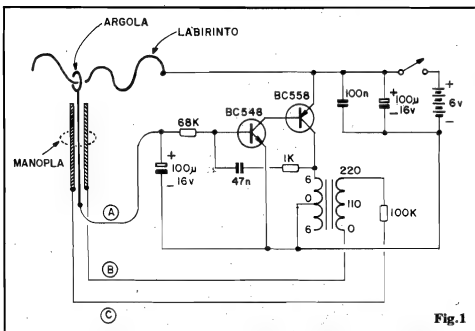 ARGOLA
LABIRINTO
MANOPLA
68K
BC548
BC558
100n
100µ
16v
6v
+
-
100µ
16v
47n
1K
6
0
6
220
110
0
100K
A
B
C
Fig.1